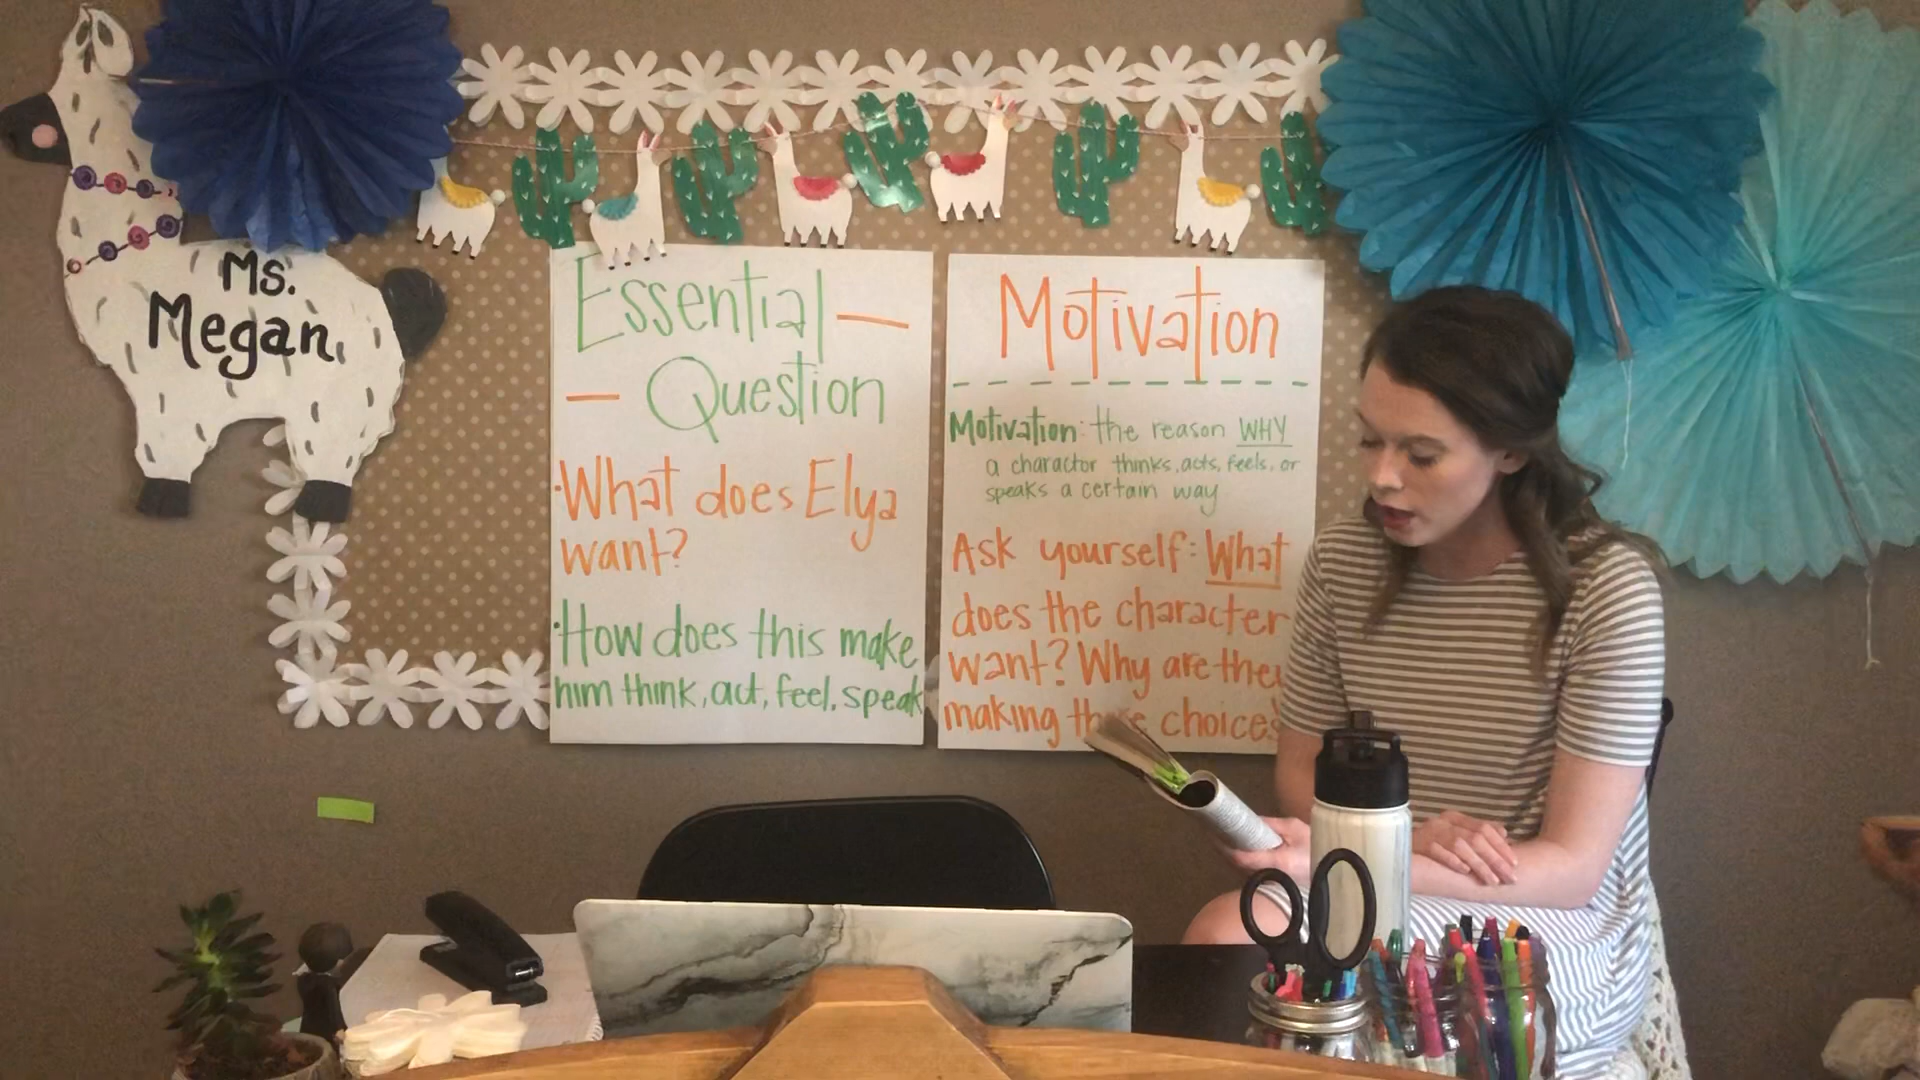 Ms.
Megan
Essential
Question
What does Elya
want?
How does this make
him think, act, feel, speak
Motivation
Motivation: the reason WHY
a charactor thinks, acts, feels, or
speaks a certain way
Ask yourself: What
does the character
want? Why are they
making choices